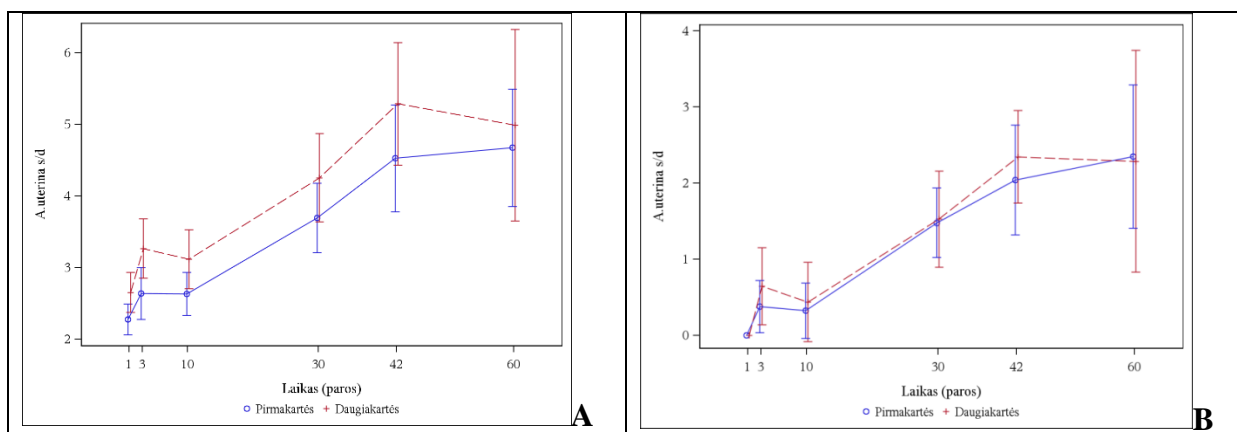 6
5
4
3
2
A.uterina s/d
1 3 10 30 42 60
Laikas (paros)
Pirmakartės Daugiakartės
A
4
3
2
1
0
A.uterina s/d
1 3 10 30 42 60
Laikas (paros)
Pirmakartės Daugiakartės
B